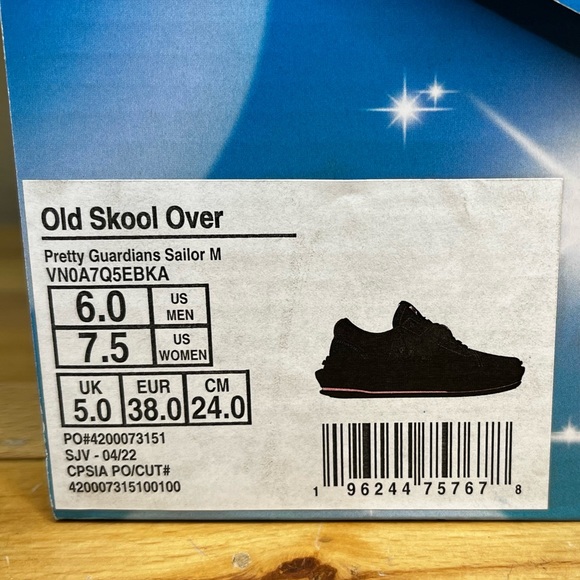 Old Skool Over
Pretty Guardians Sailor M
VN0A7Q5EBKA
6.0 US MEN
7.5 US WOMEN
UK 5.0 EUR 38.0 CM 24.0
PO#4200073151
SJV - 04/22
CPSIA PO/CUT#
420007315100100
1 96244 75767 8